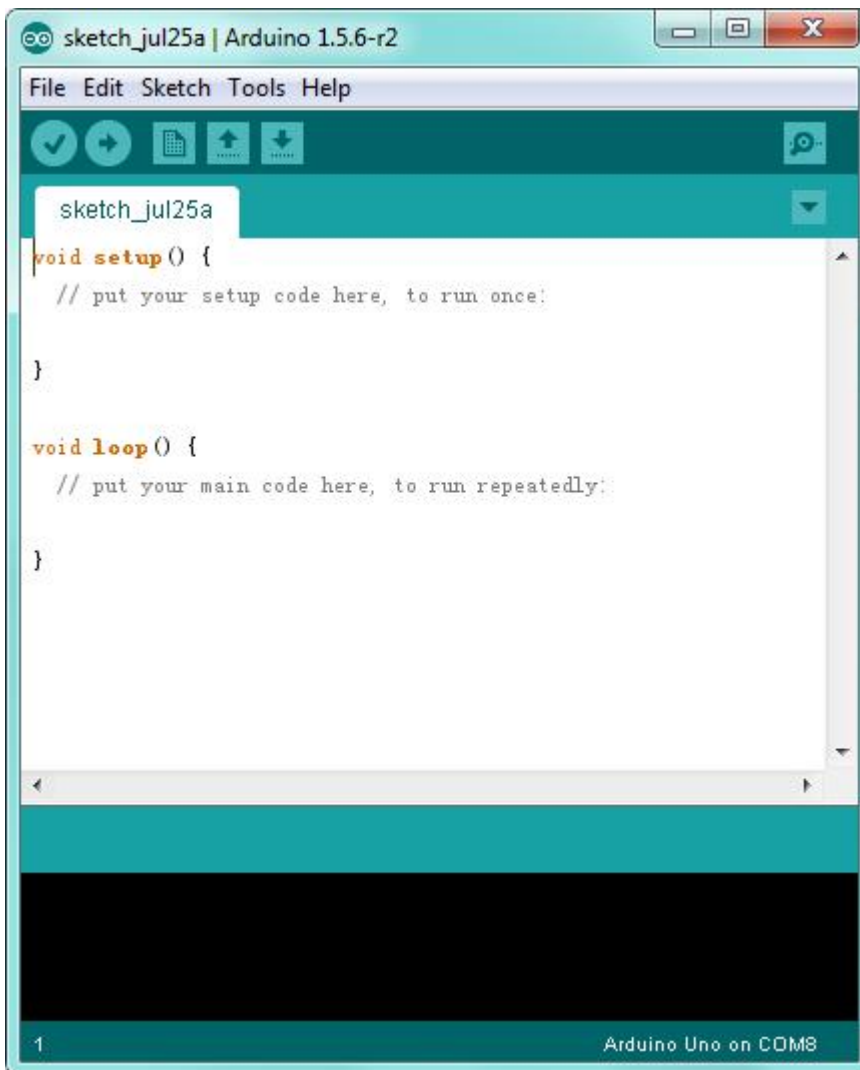 sketch_jul25a | Arduino 1.5.6-r2
File Edit Sketch Tools Help
sketch_jul25a
void setup() {
  // put your setup code here, to run once:
}
void loop() {
  // put your main code here, to run repeatedly:
}
1
Arduino Uno on COM8